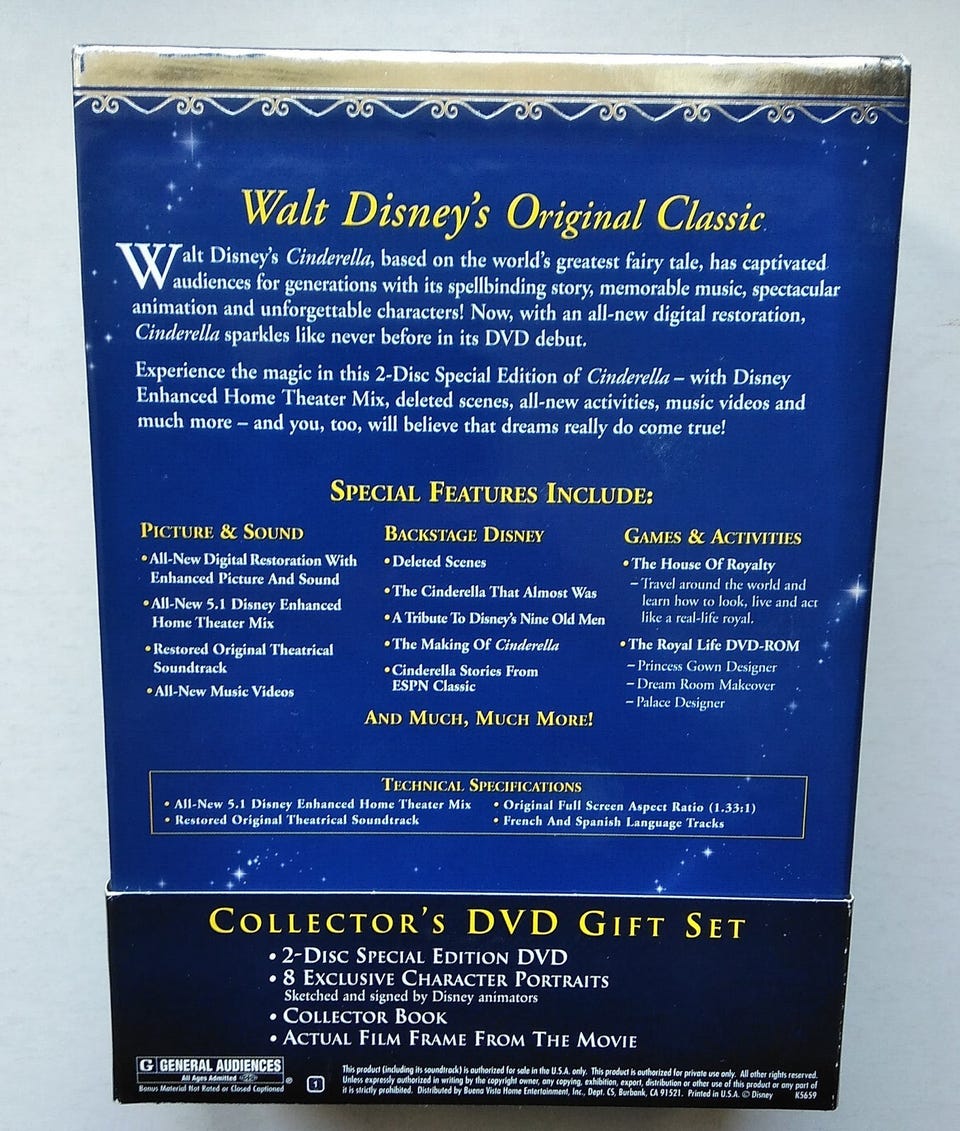 Walt Disney's Original Classic
Walt Disney's Cinderella, based on the world's greatest fairy tale, has captivated
audiences for generations with its spellbinding story, memorable music, spectacular
animation and unforgettable characters! Now, with an all-new digital restoration,
Cinderella sparkles like never before in its DVD debut.
Experience the magic in this 2-Disc Special Edition of Cinderella – with Disney
Enhanced Home Theater Mix, deleted scenes, all-new activities, music videos and
much more – and you, too, will believe that dreams really do come true!
SPECIAL FEATURES INCLUDE:
PICTURE & SOUND
•All-New Digital Restoration With
Enhanced Picture And Sound
•All-New 5.1 Disney Enhanced
Home Theater Mix
•Restored Original Theatrical
Soundtrack
•All-New Music Videos
BACKSTAGE DISNEY
•Deleted Scenes
•The Cinderella That Almost Was
•A Tribute To Disney's Nine Old Men
•The Making Of Cinderella
•Cinderella Stories From
ESPN Classic
GAMES & ACTIVITIES
•The House Of Royalty
–Travel around the world and
learn how to look, live and act
like a real-life royal.
•The Royal Life DVD-ROM
–Princess Gown Designer
–Dream Room Makeover
–Palace Designer
AND MUCH, MUCH MORE!
TECHNICAL SPECIFICATIONS
• All-New 5.1 Disney Enhanced Home Theater Mix
• Restored Original Theatrical Soundtrack
• Original Full Screen Aspect Ratio (1.33:1)
• French And Spanish Language Tracks
COLLECTOR'S DVD GIFT SET
• 2-DISC SPECIAL EDITION DVD
• 8 EXCLUSIVE CHARACTER PORTRAITS
Sketched and signed by Disney animators
• COLLECTOR BOOK
• ACTUAL FILM FRAME FROM THE MOVIE
G GENERAL AUDIENCES
All Ages Admitted
®
Bonus Material Not Rated or Closed Captioned
1
This product (including its soundtrack) is authorized for sale in the U.S.A. only. This product is authorized for private use only. All other rights reserved.
Unless expressly authorized in writing by the copyright owner, any copying, exhibition, export, distribution or other use of this product or any part of
it is strictly prohibited. Distributed by Buena Vista Home Entertainment, Inc., Dept. CS, Burbank, CA 91521. Printed in U.S.A. © Disney K5659